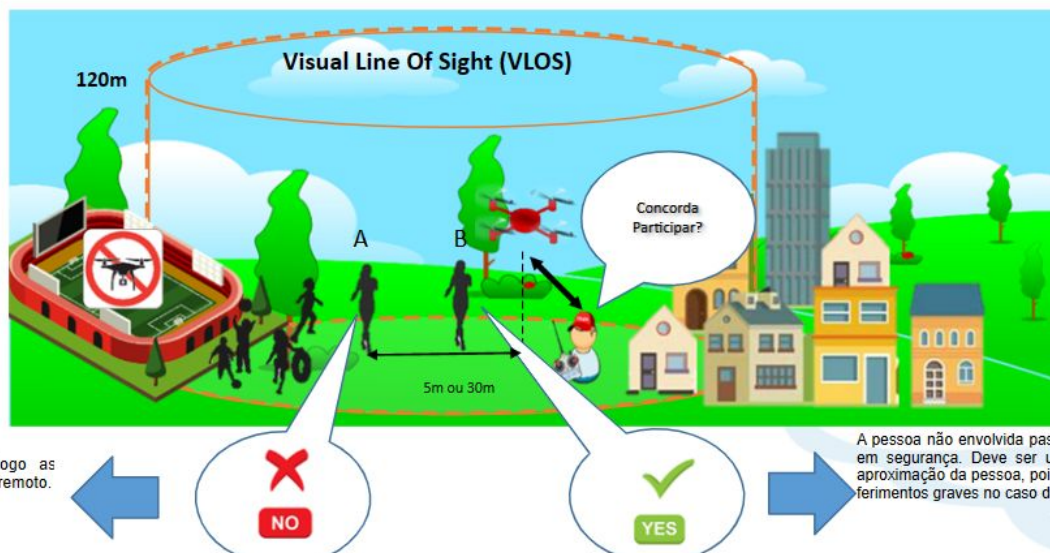 Visual Line Of Sight (VLOS)
120m
Concorda
Participar?
A
B
5m ou 30m
NO
YES
ogo as
remoto.
A pessoa não envolvida pas
em segurança. Deve ser u
aproximação da pessoa, poi
ferimentos graves no caso d